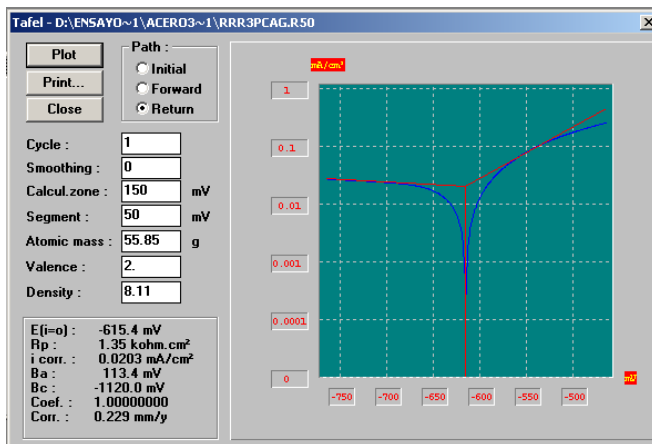 Tafel - D:\ENSAYO~1\ACERO3~1\RRR3PCAG.R50
Plot
Print...
Close
Path :
Initial
Forward
Return
Cycle : 1
Smoothing : 0
Calcul.zone : 150 mV
Segment : 50 mV
Atomic mass : 55.85 g
Valence : 2.
Density : 8.11
E(i=o) : -615.4 mV
Rp : 1.35 kohm.cm²
i corr. : 0.0203 mA/cm²
Ba : 113.4 mV
Bc : -1120.0 mV
Coef. : 1.00000000
Corr. : 0.229 mm/y
mA/cm²
1
0.1
0.01
0.001
0.0001
0
-750 -700 -650 -600 -550 -500
mV